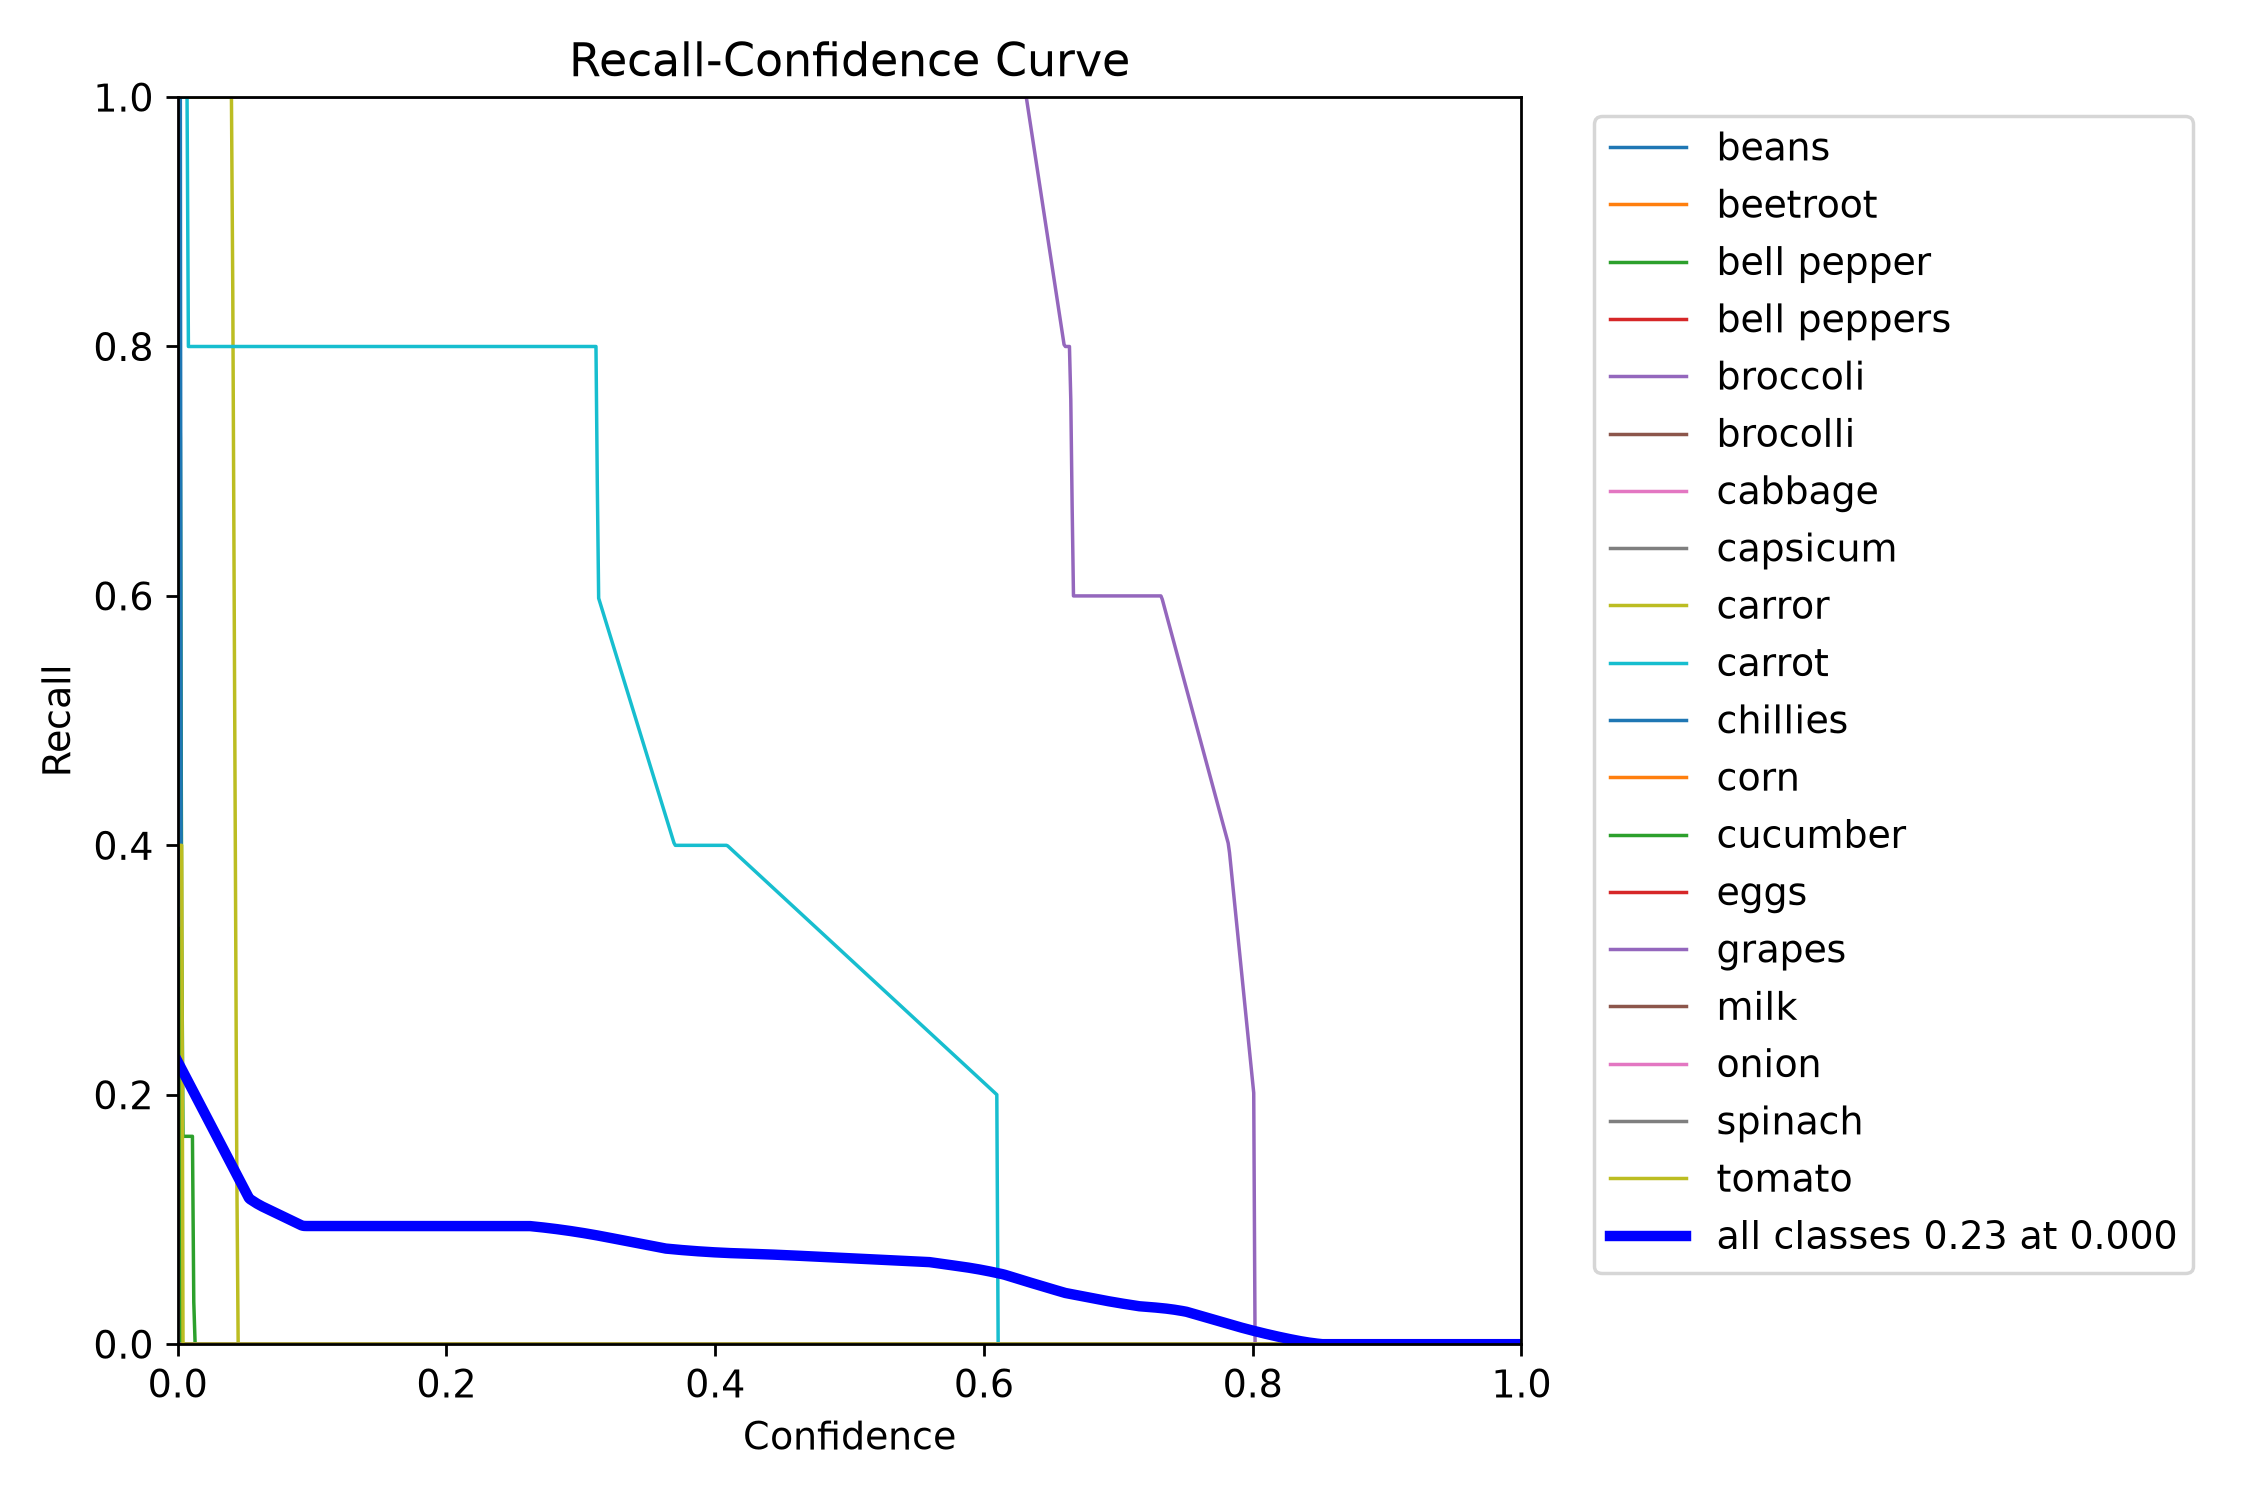 Recall-Confidence Curve
1.0
0.8
0.6
0.4
0.2
0.0
Recall
0.0 0.2 0.4 0.6 0.8 1.0
Confidence
beans
beetroot
bell pepper
bell peppers
broccoli
brocolli
cabbage
capsicum
carror
carrot
chillies
corn
cucumber
eggs
grapes
milk
onion
spinach
tomato
all classes 0.23 at 0.000